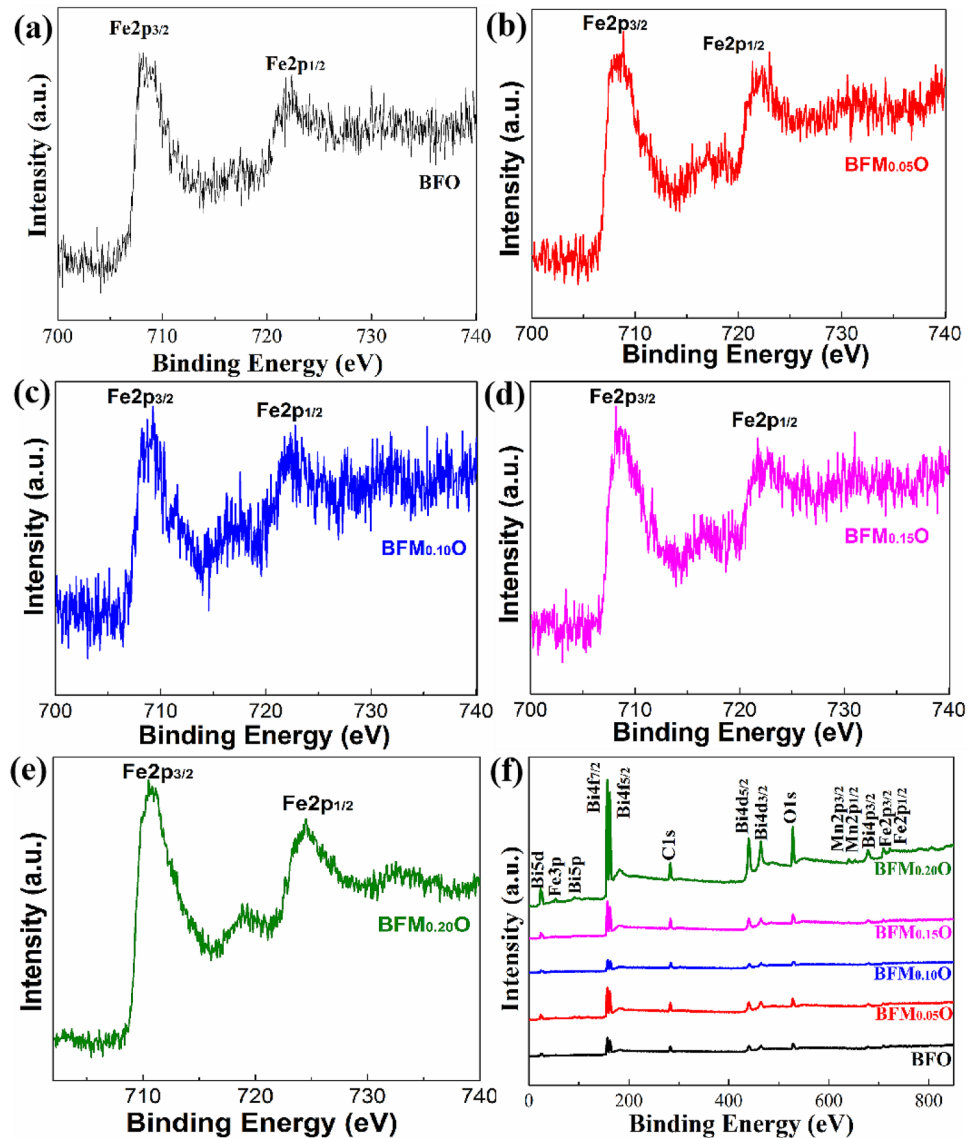 (a)
Fe2p3/2
Fe2p1/2
BFO
Intensity (a.u.)
700 710 720 730 740
Binding Energy (eV)
(b)
Fe2p3/2
Fe2p1/2
BFM0.05O
Intensity (a.u.)
700 710 720 730 740
Binding Energy (eV)
(c)
Fe2p3/2
Fe2p1/2
BFM0.10O
Intensity (a.u.)
700 710 720 730 740
Binding Energy (eV)
(d)
Fe2p3/2
Fe2p1/2
BFM0.15O
Intensity (a.u.)
700 710 720 730 740
Binding Energy (eV)
(e)
Fe2p3/2
Fe2p1/2
BFM0.20O
Intensity (a.u.)
710 720 730 740
Binding Energy (eV)
(f)
Bi5d
Fe3p
Bi5p
Bi4f7/2
Bi4f5/2
C1s
Bi4d5/2
Bi4d3/2
O1s
Mn2p3/2
Mn2p1/2
Bi4p3/2
Fe2p3/2
Fe2p1/2
BFM0.20O
BFM0.15O
BFM0.10O
BFM0.05O
BFO
Intensity (a.u.)
0 200 400 600 800
Binding Energy (eV)